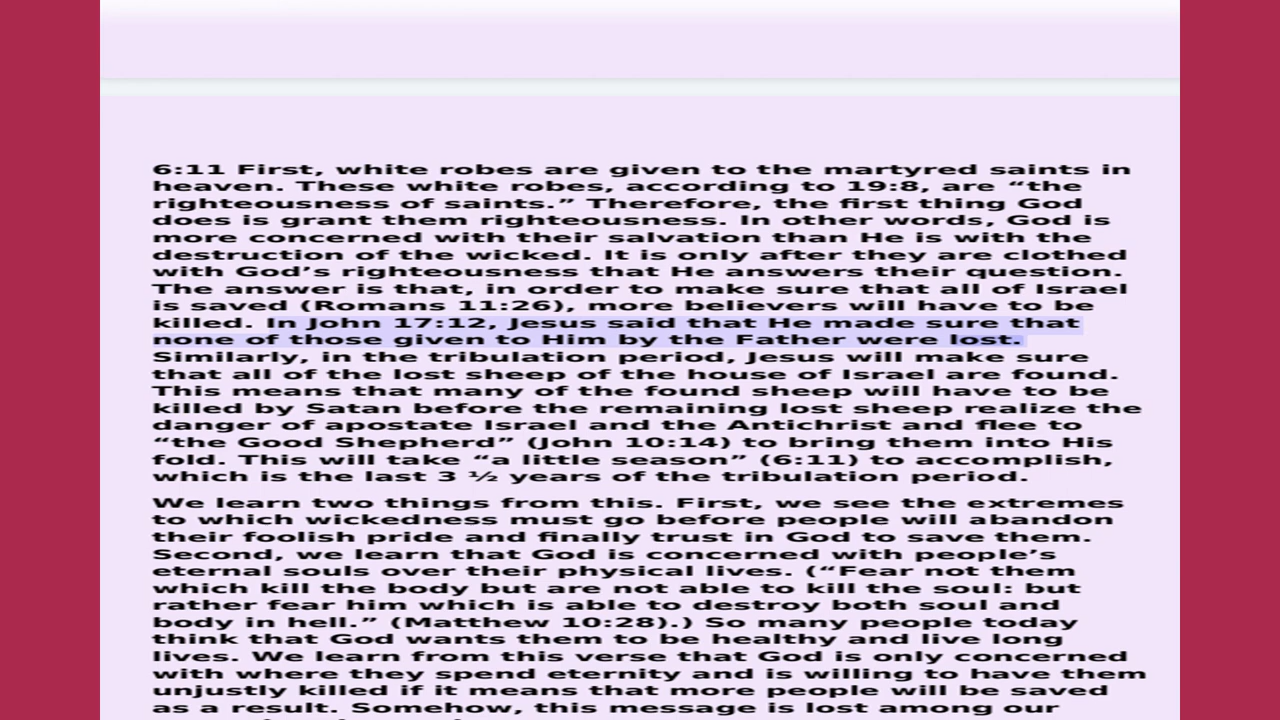 6:11 First, white robes are given to the martyred saints in
heaven. These white robes, according to 19:8, are “the
righteousness of saints.” Therefore, the first thing God
does is grant them righteousness. In other words, God is
more concerned with their salvation than He is with the
destruction of the wicked. It is only after they are clothed
with God’s righteousness that He answers their question.
The answer is that, in order to make sure that all of Israel
is saved (Romans 11:26), more believers will have to be
killed. In John 17:12, Jesus said that He made sure that
none of those given to Him by the Father were lost.
Similarly, in the tribulation period, Jesus will make sure
that all of the lost sheep of the house of Israel are found.
This means that many of the found sheep will have to be
killed by Satan before the remaining lost sheep realize the
danger of apostate Israel and the Antichrist and flee to
“the Good Shepherd” (John 10:14) to bring them into His
fold. This will take “a little season” (6:11) to accomplish,
which is the last 3 ½ years of the tribulation period.
We learn two things from this. First, we see the extremes
to which wickedness must go before people will abandon
their foolish pride and finally trust in God to save them.
Second, we learn that God is concerned with people’s
eternal souls over their physical lives. (“Fear not them
which kill the body but are not able to kill the soul: but
rather fear him which is able to destroy both soul and
body in hell.” (Matthew 10:28).) So many people today
think that God wants them to be healthy and live long
lives. We learn from this verse that God is only concerned
with where they spend eternity and is willing to have them
unjustly killed if it means that more people will be saved
as a result. Somehow, this message is lost among our